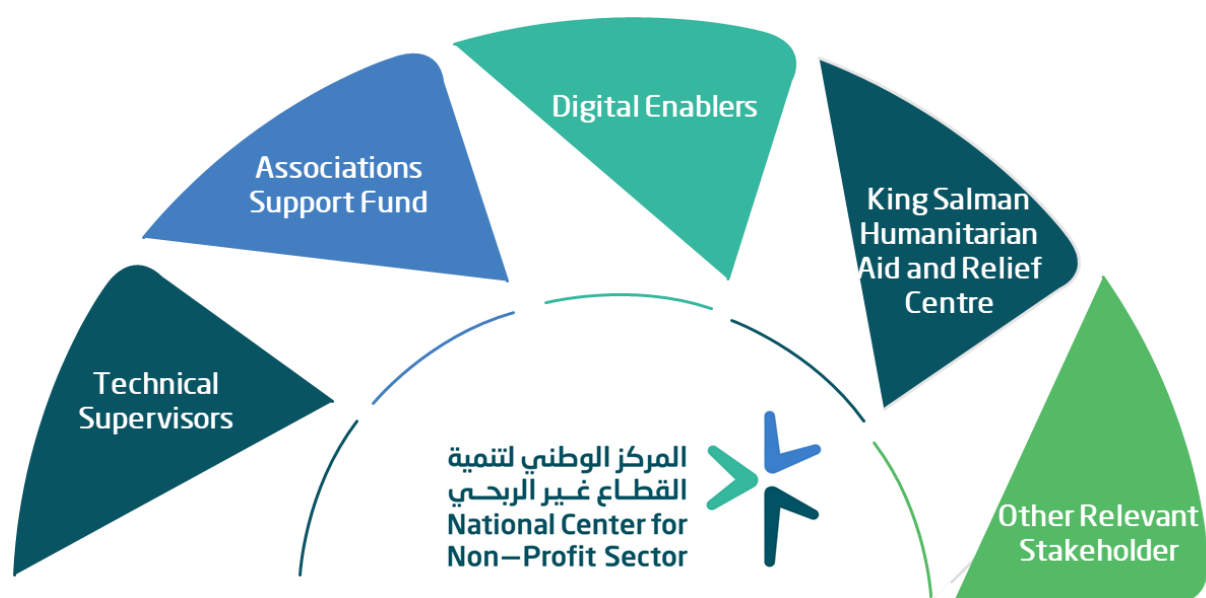 Technical
Supervisors
Associations
Support Fund
Digital Enablers
King Salman
Humanitarian
Aid and Relief
Centre
Other Relevant
Stakeholder
المركز الوطني لتنمية
القطـاع غـيـر الربحـي
National Center for
Non—Profit Sector